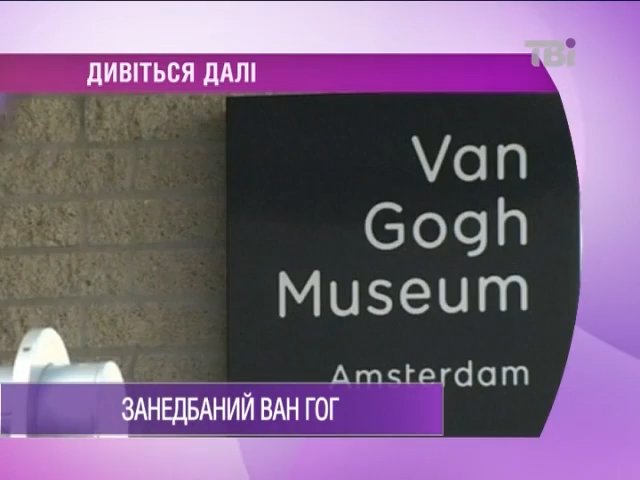 ТВі
ДИВІТЬСЯ ДАЛІ
Van
Gogh
Museum
Amsterdam
ЗАНЕДБАНИЙ ВАН ГОГ